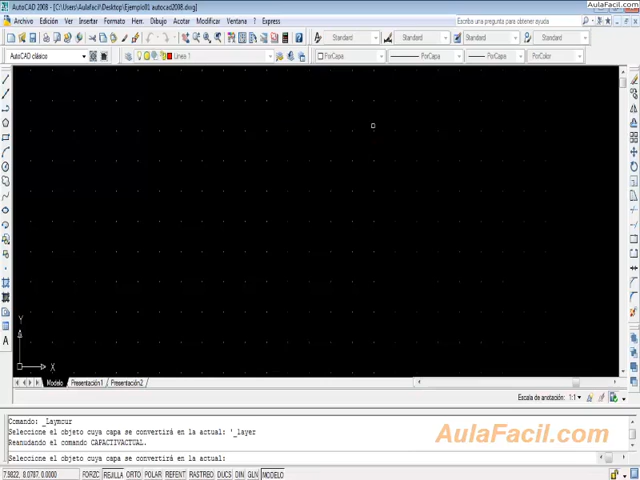 AutoCAD 2008 - [C:\Users\Aulafacil\Desktop\Ejemplo01 autocad2008.dwg]
AulaFacil.com
Archivo Edición Ver Insertar Formato Hen. Dibujo Acotar Modificar Ventana ? Express
Escriba una pregunta para obtener ayuda
Standard Standard Standard Standard
AutoCAD clásico Linea 1 PorCapa PorCapa PorCapa PorColor
Y
X
Modelo Presentación1 Presentación2
Escala de anotación: 1:1
Comando: _laymcur
Seleccione el objeto cuya capa se convertirá en la actual: '_layer
Reanudando el comando CAPACTIVACTUAL.
AulaFacil.com
Seleccione el objeto cuya capa se convertirá en la actual:
7.9822, 8.0787, 0.0000 FORZC REJILLA ORTO POLAR REFENT RASTREO DUCS DIN GLN MODELO